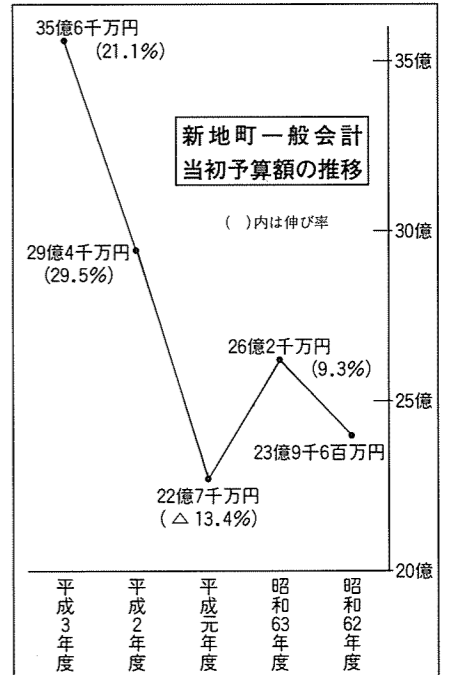 新地町一般会計
当初予算額の推移
( )内は伸び率
35億6千万円
(21.1%)
29億4千万円
(29.5%)
22億7千万円
(△13.4%)
26億2千万円
(9.3%)
23億9千6百万円
35億
30億
25億
20億
平成3年度
平成2年度
平成元年度
昭和63年度
昭和62年度